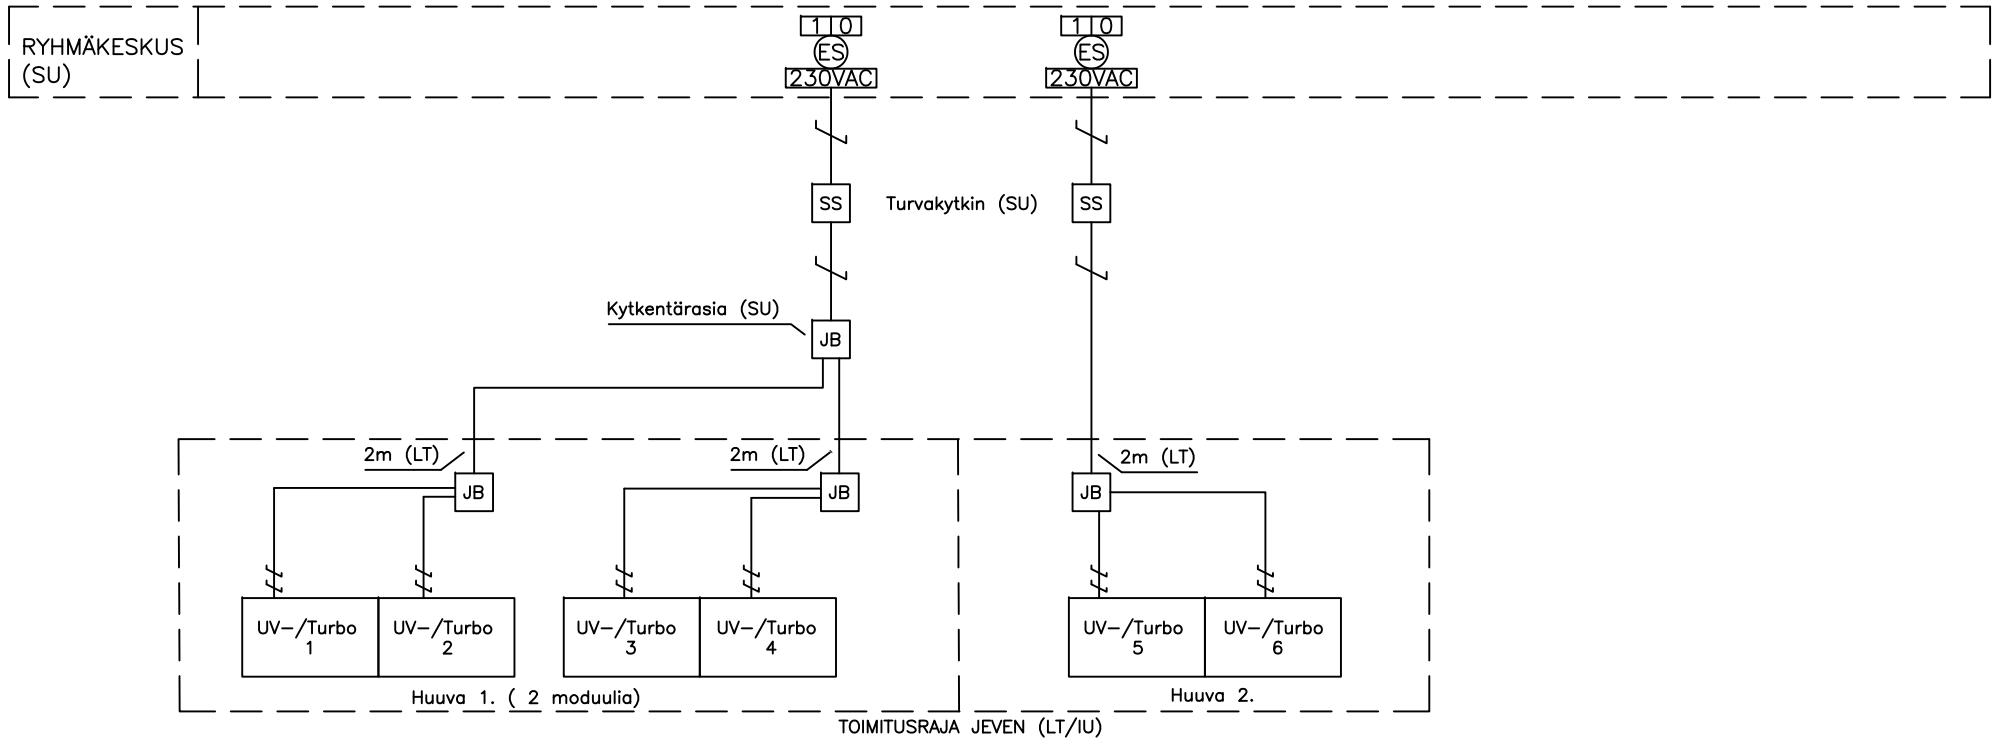 RYHMÄKESKUS
(SU)
1 0
ES
230VAC
1 0
ES
230VAC
SS
Turvakytkin (SU)
SS
Kytkentärasia (SU)
JB
2m (LT)
JB
2m (LT)
JB
2m (LT)
JB
UV-/Turbo
1
UV-/Turbo
2
UV-/Turbo
3
UV-/Turbo
4
UV-/Turbo
5
UV-/Turbo
6
Huuva 1. ( 2 moduulia)
Huuva 2.
TOIMITUSRAJA JEVEN (LT/IU)